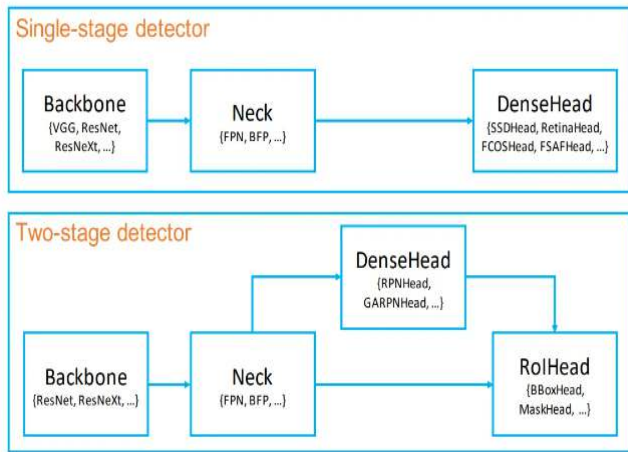 Single-stage detector
Backbone
{VGG, ResNet,
ResNeXt, ...}
Neck
{FPN, BFP, ...}
DenseHead
{SSDHead, RetinaHead,
FCOSHead, FSAFHead, ...}
Two-stage detector
DenseHead
{RPNHead,
GARPNHead, ...}
Backbone
{ResNet, ResNeXt, ...}
Neck
{FPN, BFP, ...}
RoIHead
{BBoxHead,
MaskHead, ...}